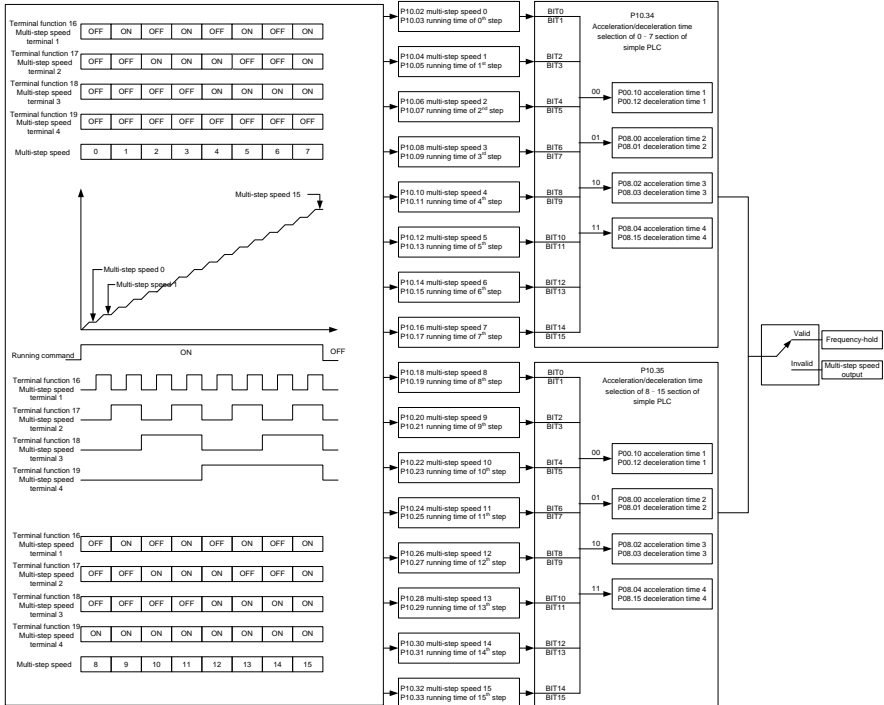 Terminal function 16
Multi-step speed
terminal 1
OFF ON OFF ON OFF ON OFF ON
Terminal function 17
Multi-step speed
terminal 2
OFF OFF ON ON ON OFF OFF ON
Terminal function 18
Multi-step speed
terminal 3
OFF OFF OFF OFF ON ON ON ON
Terminal function 19
Multi-step speed
terminal 4
OFF OFF OFF OFF OFF OFF OFF OFF
Multi-step speed
0 1 2 3 4 5 6 7
Multi-step speed 15
Multi-step speed 0
Multi-step speed 1
Running command
ON
OFF
Terminal function 16
Multi-step speed
terminal 1
Terminal function 17
Multi-step speed
terminal 2
Terminal function 18
Multi-step speed
terminal 3
Terminal function 19
Multi-step speed
terminal 4
Terminal function 16
Multi-step speed
terminal 1
OFF ON OFF ON OFF ON OFF ON
Terminal function 17
Multi-step speed
terminal 2
OFF OFF ON ON ON OFF OFF ON
Terminal function 18
Multi-step speed
terminal 3
OFF OFF OFF OFF ON ON ON ON
Terminal function 19
Multi-step speed
terminal 4
ON ON ON ON ON ON ON ON
Multi-step speed
8 9 10 11 12 13 14 15
P10.02 multi-step speed 0
P10.03 running time of 0th step
P10.04 multi-step speed 1
P10.05 running time of 1st step
P10.06 multi-step speed 2
P10.07 running time of 2nd step
P10.08 multi-step speed 3
P10.09 running time of 3rd step
P10.10 multi-step speed 4
P10.11 running time of 4th step
P10.12 multi-step speed 5
P10.13 running time of 5th step
P10.14 multi-step speed 6
P10.15 running time of 6th step
P10.16 multi-step speed 7
P10.17 running time of 7th step
P10.18 multi-step speed 8
P10.19 running time of 8th step
P10.20 multi-step speed 9
P10.21 running time of 9th step
P10.22 multi-step speed 10
P10.23 running time of 10th step
P10.24 multi-step speed 11
P10.25 running time of 11th step
P10.26 multi-step speed 12
P10.27 running time of 12th step
P10.28 multi-step speed 13
P10.29 running time of 13th step
P10.30 multi-step speed 14
P10.31 running time of 14th step
P10.32 multi-step speed 15
P10.33 running time of 15th step
BIT0
BIT1
BIT2
BIT3
BIT4
BIT5
BIT6
BIT7
BIT8
BIT9
BIT10
BIT11
BIT12
BIT13
BIT14
BIT15
P10.34
Acceleration/deceleration time
selection of 0 - 7 section of
simple PLC
00
P00.10 acceleration time 1
P00.12 deceleration time 1
01
P08.00 acceleration time 2
P08.01 deceleration time 2
10
P08.02 acceleration time 3
P08.03 deceleration time 3
11
P08.04 acceleration time 4
P08.15 deceleration time 4
BIT0
BIT1
BIT2
BIT3
BIT4
BIT5
BIT6
BIT7
BIT8
BIT9
BIT10
BIT11
BIT12
BIT13
BIT14
BIT15
P10.35
Acceleration/deceleration time
selection of 8 - 15 section of
simple PLC
00
P00.10 acceleration time 1
P00.12 deceleration time 1
01
P08.00 acceleration time 2
P08.01 deceleration time 2
10
P08.02 acceleration time 3
P08.03 deceleration time 3
11
P08.04 acceleration time 4
P08.15 deceleration time 4
Valid
Frequency-hold
Invalid
Multi-step speed
output